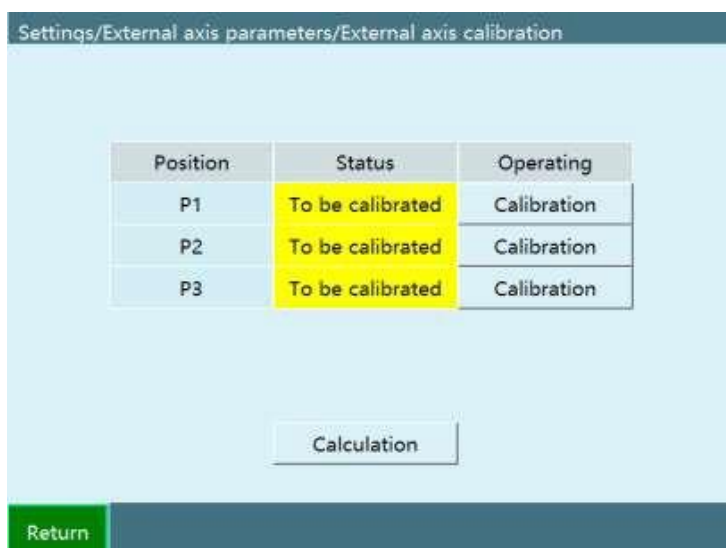 Settings/External axis parameters/External axis calibration
Position Status Operating
P1 To be calibrated Calibration
P2 To be calibrated Calibration
P3 To be calibrated Calibration
Calculation
Return